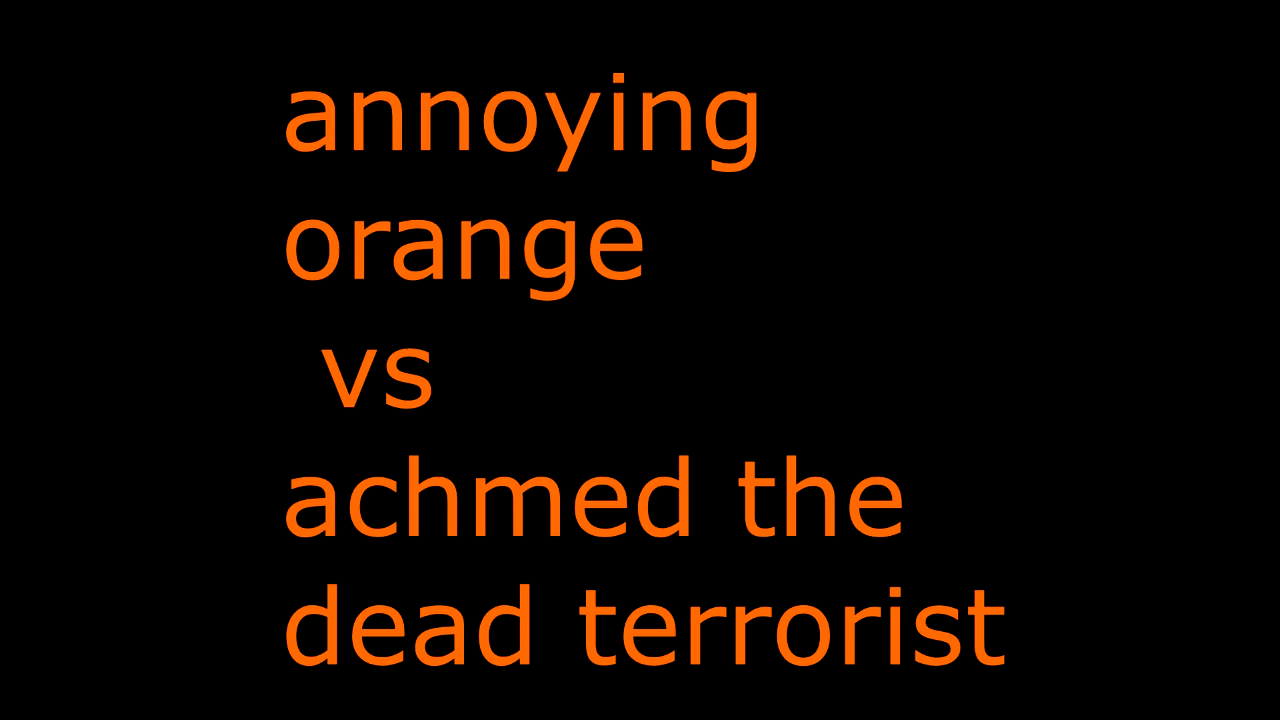 annoying
orange
vs
achmed the
dead terrorist